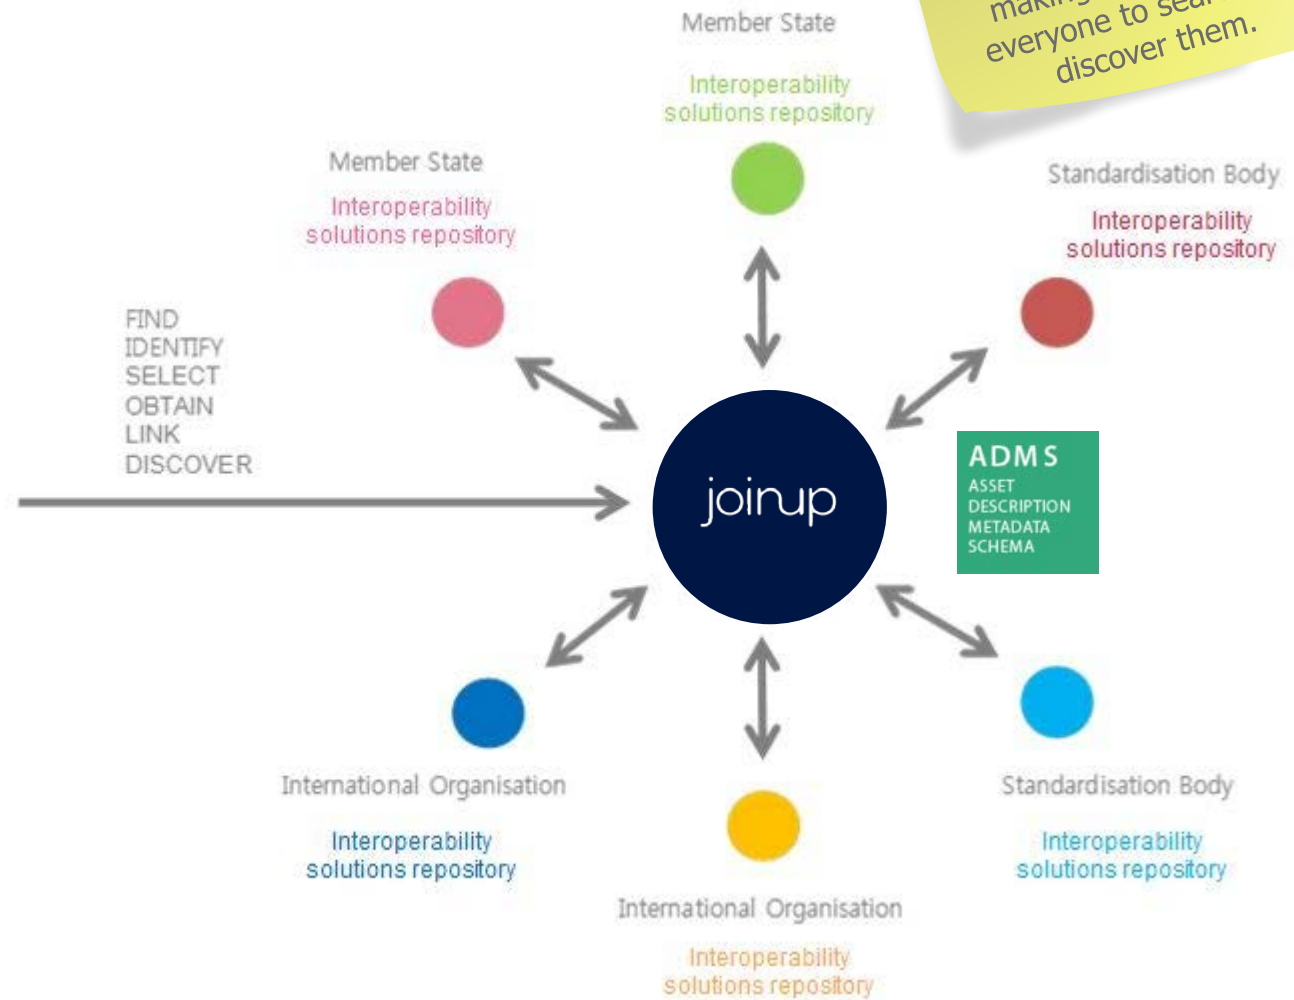 everyone to
discover them.
Member State
Interoperability
solutions repository
Member State
Interoperability
solutions repository
Standardisation Body
Interoperability
solutions repository
FIND
IDENTIFY
SELECT
OBTAIN
LINK
DISCOVER
joinup
ADMS
ASSET
DESCRIPTION
METADATA
SCHEMA
International Organisation
Interoperability
solutions repository
Standardisation Body
Interoperability
solutions repository
International Organisation
Interoperability
solutions repository